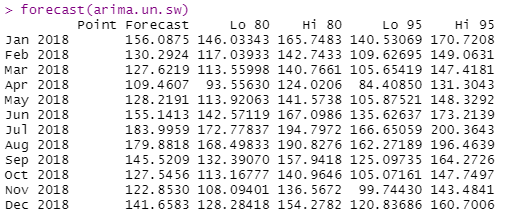 > forecast(arima.un.sw)
Point Forecast Lo 80 Hi 80 Lo 95 Hi 95
Jan 2018 156.0875 146.03343 165.7483 140.53069 170.7208
Feb 2018 130.2924 117.03933 142.7433 109.62695 149.0631
Mar 2018 127.6219 113.55998 140.7661 105.65419 147.4181
Apr 2018 109.4607 93.55630 124.0206 84.40850 131.3043
May 2018 128.2191 113.92063 141.5738 105.87521 148.3292
Jun 2018 155.1413 142.57119 167.0986 135.62637 173.2139
Jul 2018 183.9959 172.77837 194.7972 166.65059 200.3643
Aug 2018 179.8818 168.49833 190.8276 162.27189 196.4639
Sep 2018 145.5209 132.39070 157.9418 125.09735 164.2726
Oct 2018 127.5456 113.16777 140.9646 105.07161 147.7497
Nov 2018 122.8530 108.09401 136.5672 99.74430 143.4841
Dec 2018 141.6583 128.28418 154.2782 120.83686 160.7006